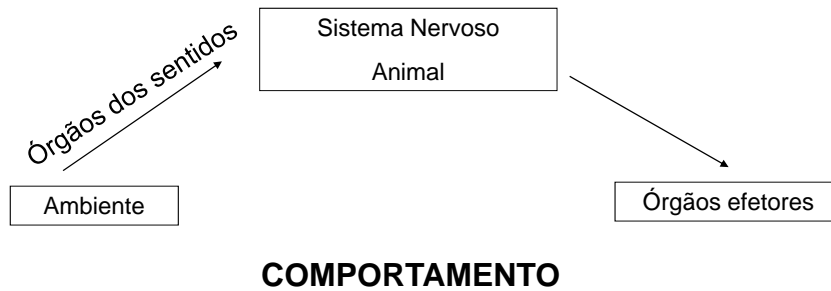 Sistema Nervoso
Animal
Órgãos dos sentidos
Ambiente
Órgãos efetores
COMPORTAMENTO